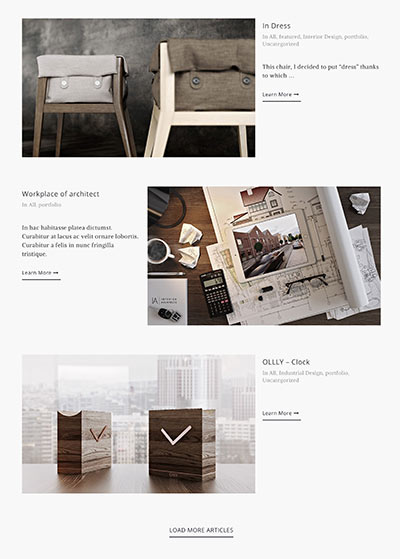 In Dress
In All, featured, Interior Design, portfolio,
Uncategorized
This chair, I decided to put "dress" thanks
to which ...
Learn More ➞
Workplace of architect
In All, portfolio
In hac habitasse platea dictumst.
Curabitur at lacus ac velit ornare lobortis.
Curabitur a felis in nunc fringilla
tristique.
Learn More ➞
OLLLY – Clock
In All, Industrial Design, portfolio,
Uncategorized
Learn More ➞
LOAD MORE ARTICLES